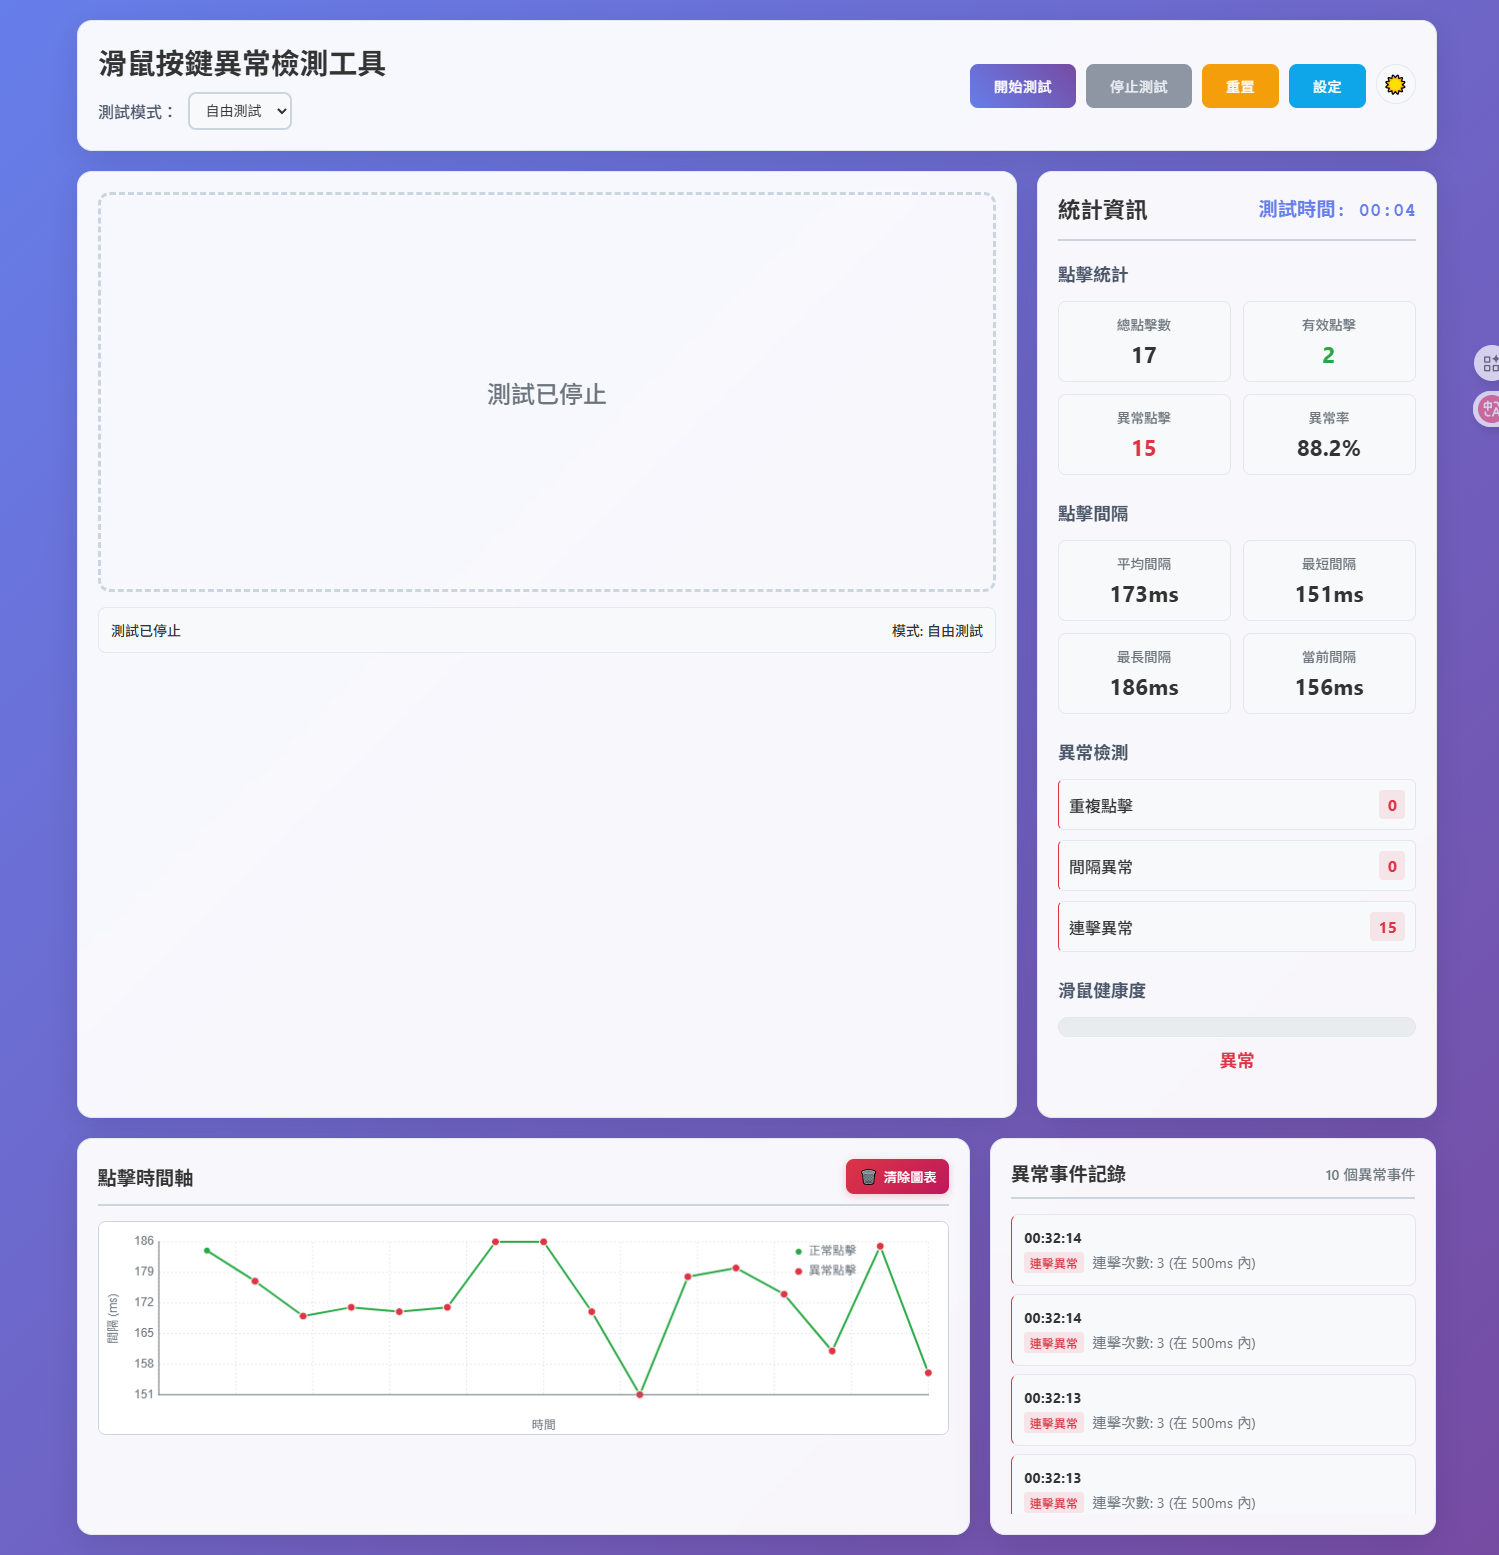 滑鼠按鍵異常檢測工具
測試模式：
自由測試
開始測試
停止測試
重置
設定
測試已停止
測試已停止
模式: 自由測試
統計資訊
測試時間: 00:04
點擊統計
總點擊數
17
有效點擊
2
異常點擊
15
異常率
88.2%
點擊間隔
平均間隔
173ms
最短間隔
151ms
最長間隔
186ms
當前間隔
156ms
異常檢測
重複點擊
0
間隔異常
0
連擊異常
15
滑鼠健康度
異常
點擊時間軸
清除圖表
186
179
172
165
158
151
間隔 (ms)
時間
正常點擊
異常點擊
異常事件記錄
10 個異常事件
00:32:14
連擊異常 連擊次數: 3 (在 500ms 內)
00:32:14
連擊異常 連擊次數: 3 (在 500ms 內)
00:32:13
連擊異常 連擊次數: 3 (在 500ms 內)
00:32:13
連擊異常 連擊次數: 3 (在 500ms 內)